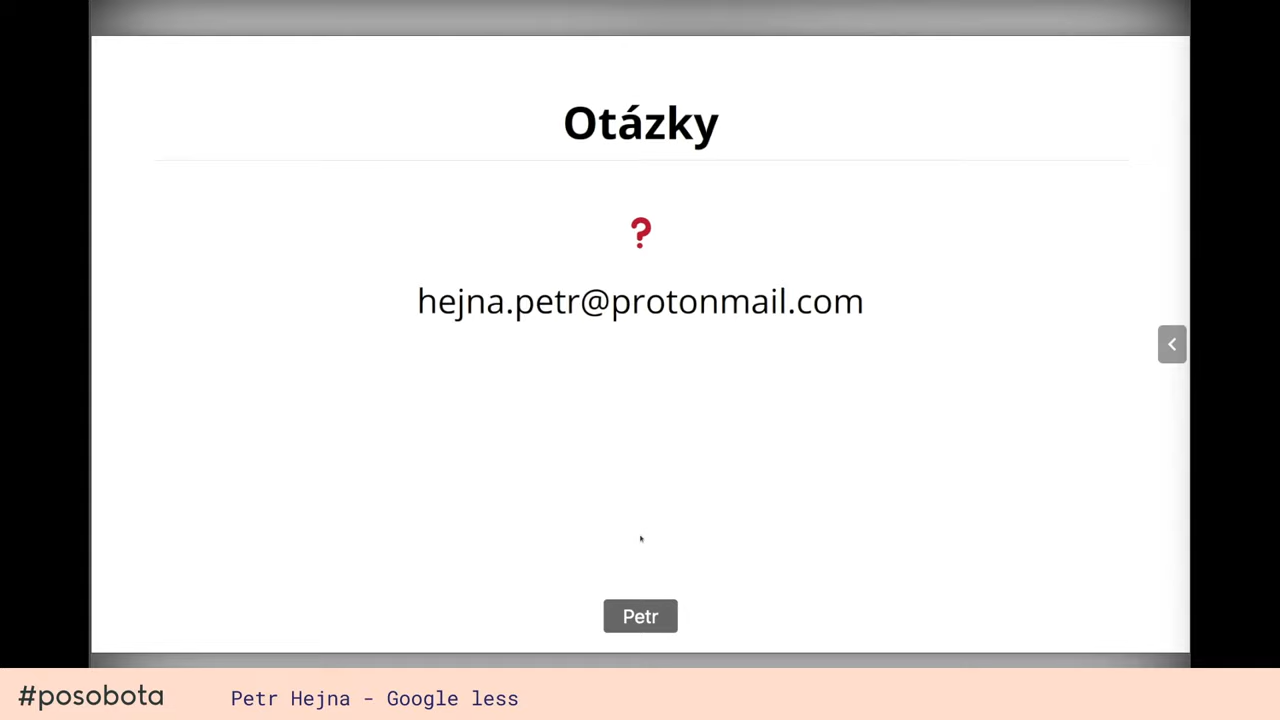 Otázky
?
hejna.petr@protonmail.com
Petr
#posobota
Petr Hejna - Google less